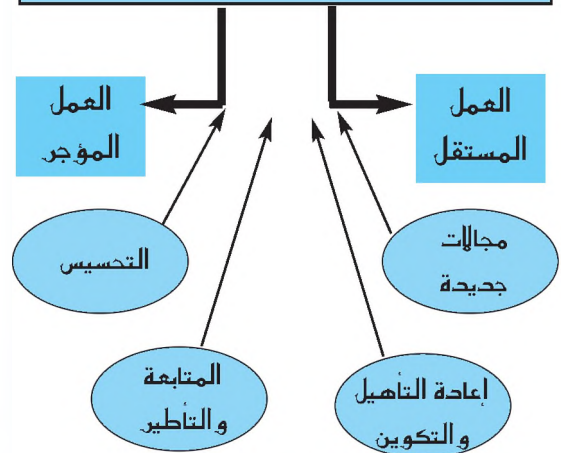 العمل
المستقل
العمل
المؤجر
مجالات
جديدة
التحسيس
إعادة التأهيل
والتكوين
المتابعة
والتأطير